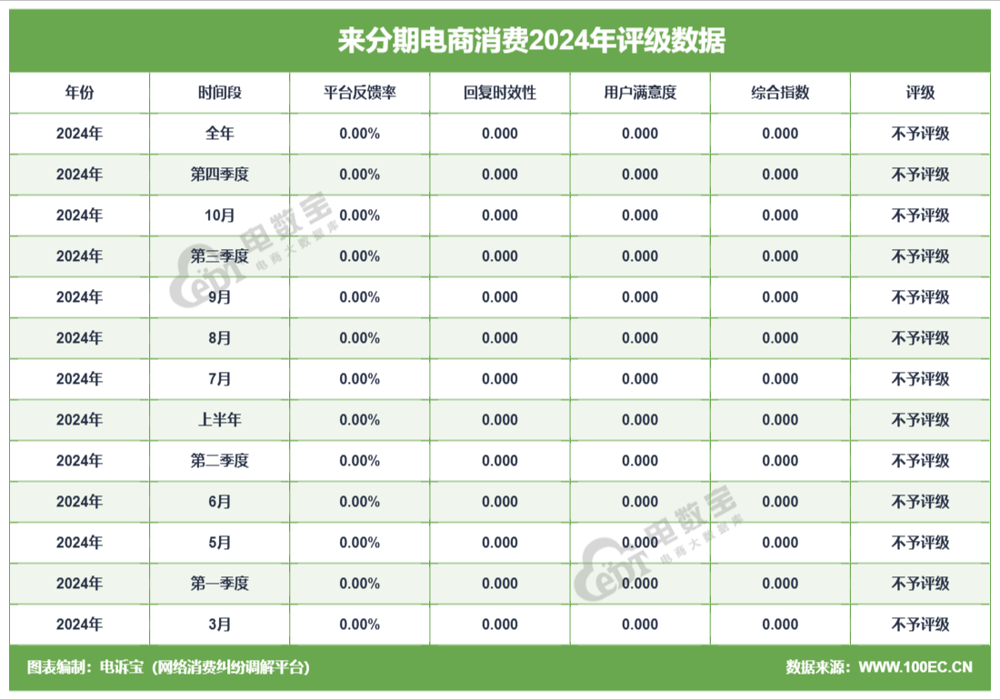 来分期电商消费2024年评级数据
年份 时间段 平台反馈率 回复时效性 用户满意度 综合指数 评级
2024年 全年 0.00% 0.000 0.000 0.000 不予评级
2024年 第四季度 0.00% 0.000 0.000 0.000 不予评级
2024年 10月 0.00% 0.000 0.000 0.000 不予评级
2024年 第三季度 0.00% 0.000 0.000 0.000 不予评级
2024年 9月 0.00% 0.000 0.000 0.000 不予评级
2024年 8月 0.00% 0.000 0.000 0.000 不予评级
2024年 7月 0.00% 0.000 0.000 0.000 不予评级
2024年 上半年 0.00% 0.000 0.000 0.000 不予评级
2024年 第二季度 0.00% 0.000 0.000 0.000 不予评级
2024年 6月 0.00% 0.000 0.000 0.000 不予评级
2024年 5月 0.00% 0.000 0.000 0.000 不予评级
2024年 第一季度 0.00% 0.000 0.000 0.000 不予评级
2024年 3月 0.00% 0.000 0.000 0.000 不予评级
图表编制：电诉宝（网络消费纠纷调解平台） 数据来源：WWW.100EC.CN
cEDT 电数宝
电商大数据库
cEDT 电数宝
电商大数据库